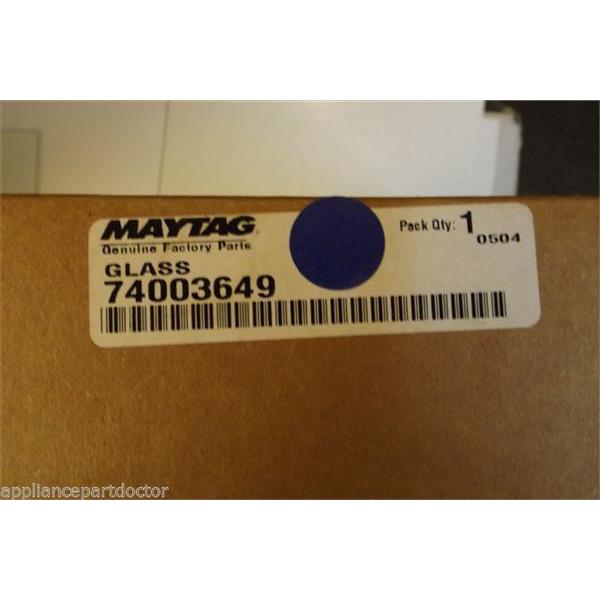 MAYTAG
Genuine Factory Parts
Pack Qty: 1
0504
GLASS
74003649
appliancepartdoctor